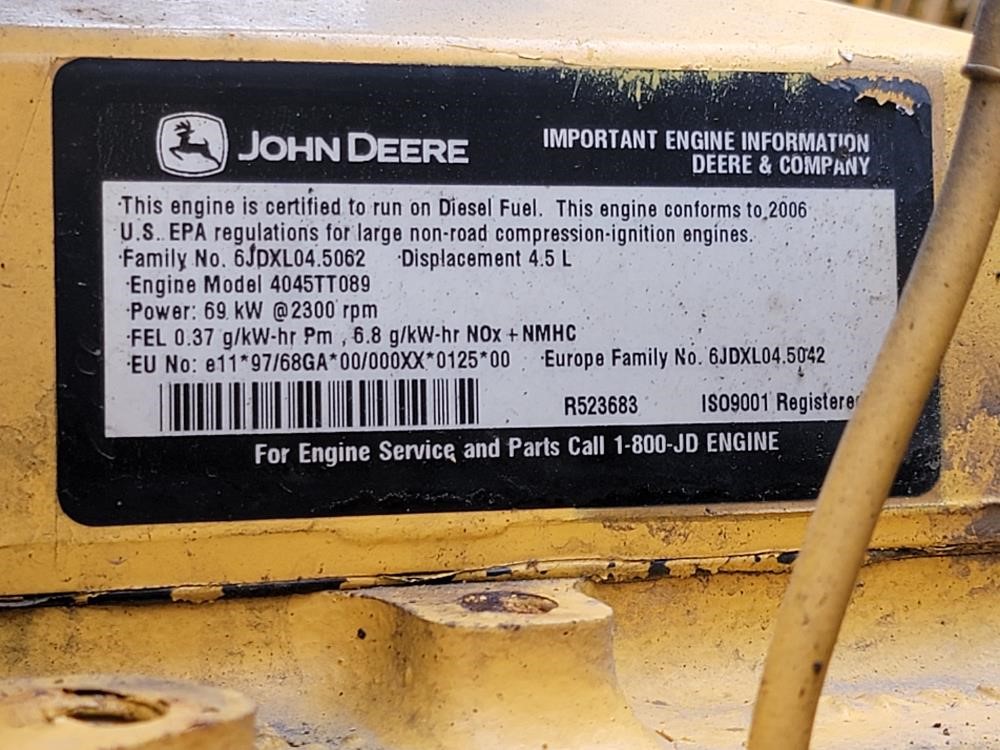 JOHN DEERE
IMPORTANT ENGINE INFORMATION
DEERE & COMPANY
·This engine is certified to run on Diesel Fuel. This engine conforms to 2006
U.S. EPA regulations for large non-road compression-ignition engines.
·Family No. 6JDXL04.5062 ·Displacement 4.5 L
·Engine Model 4045TT089
·Power: 69 kW @2300 rpm
·FEL 0.37 g/kW-hr Pm , 6.8 g/kW-hr NOx + NMHC
·EU No: e11*97/68GA*00/000XX*0125*00 ·Europe Family No. 6JDXL04.5042
R523683 ISO9001 Registere
For Engine Service and Parts Call 1-800-JD ENGINE